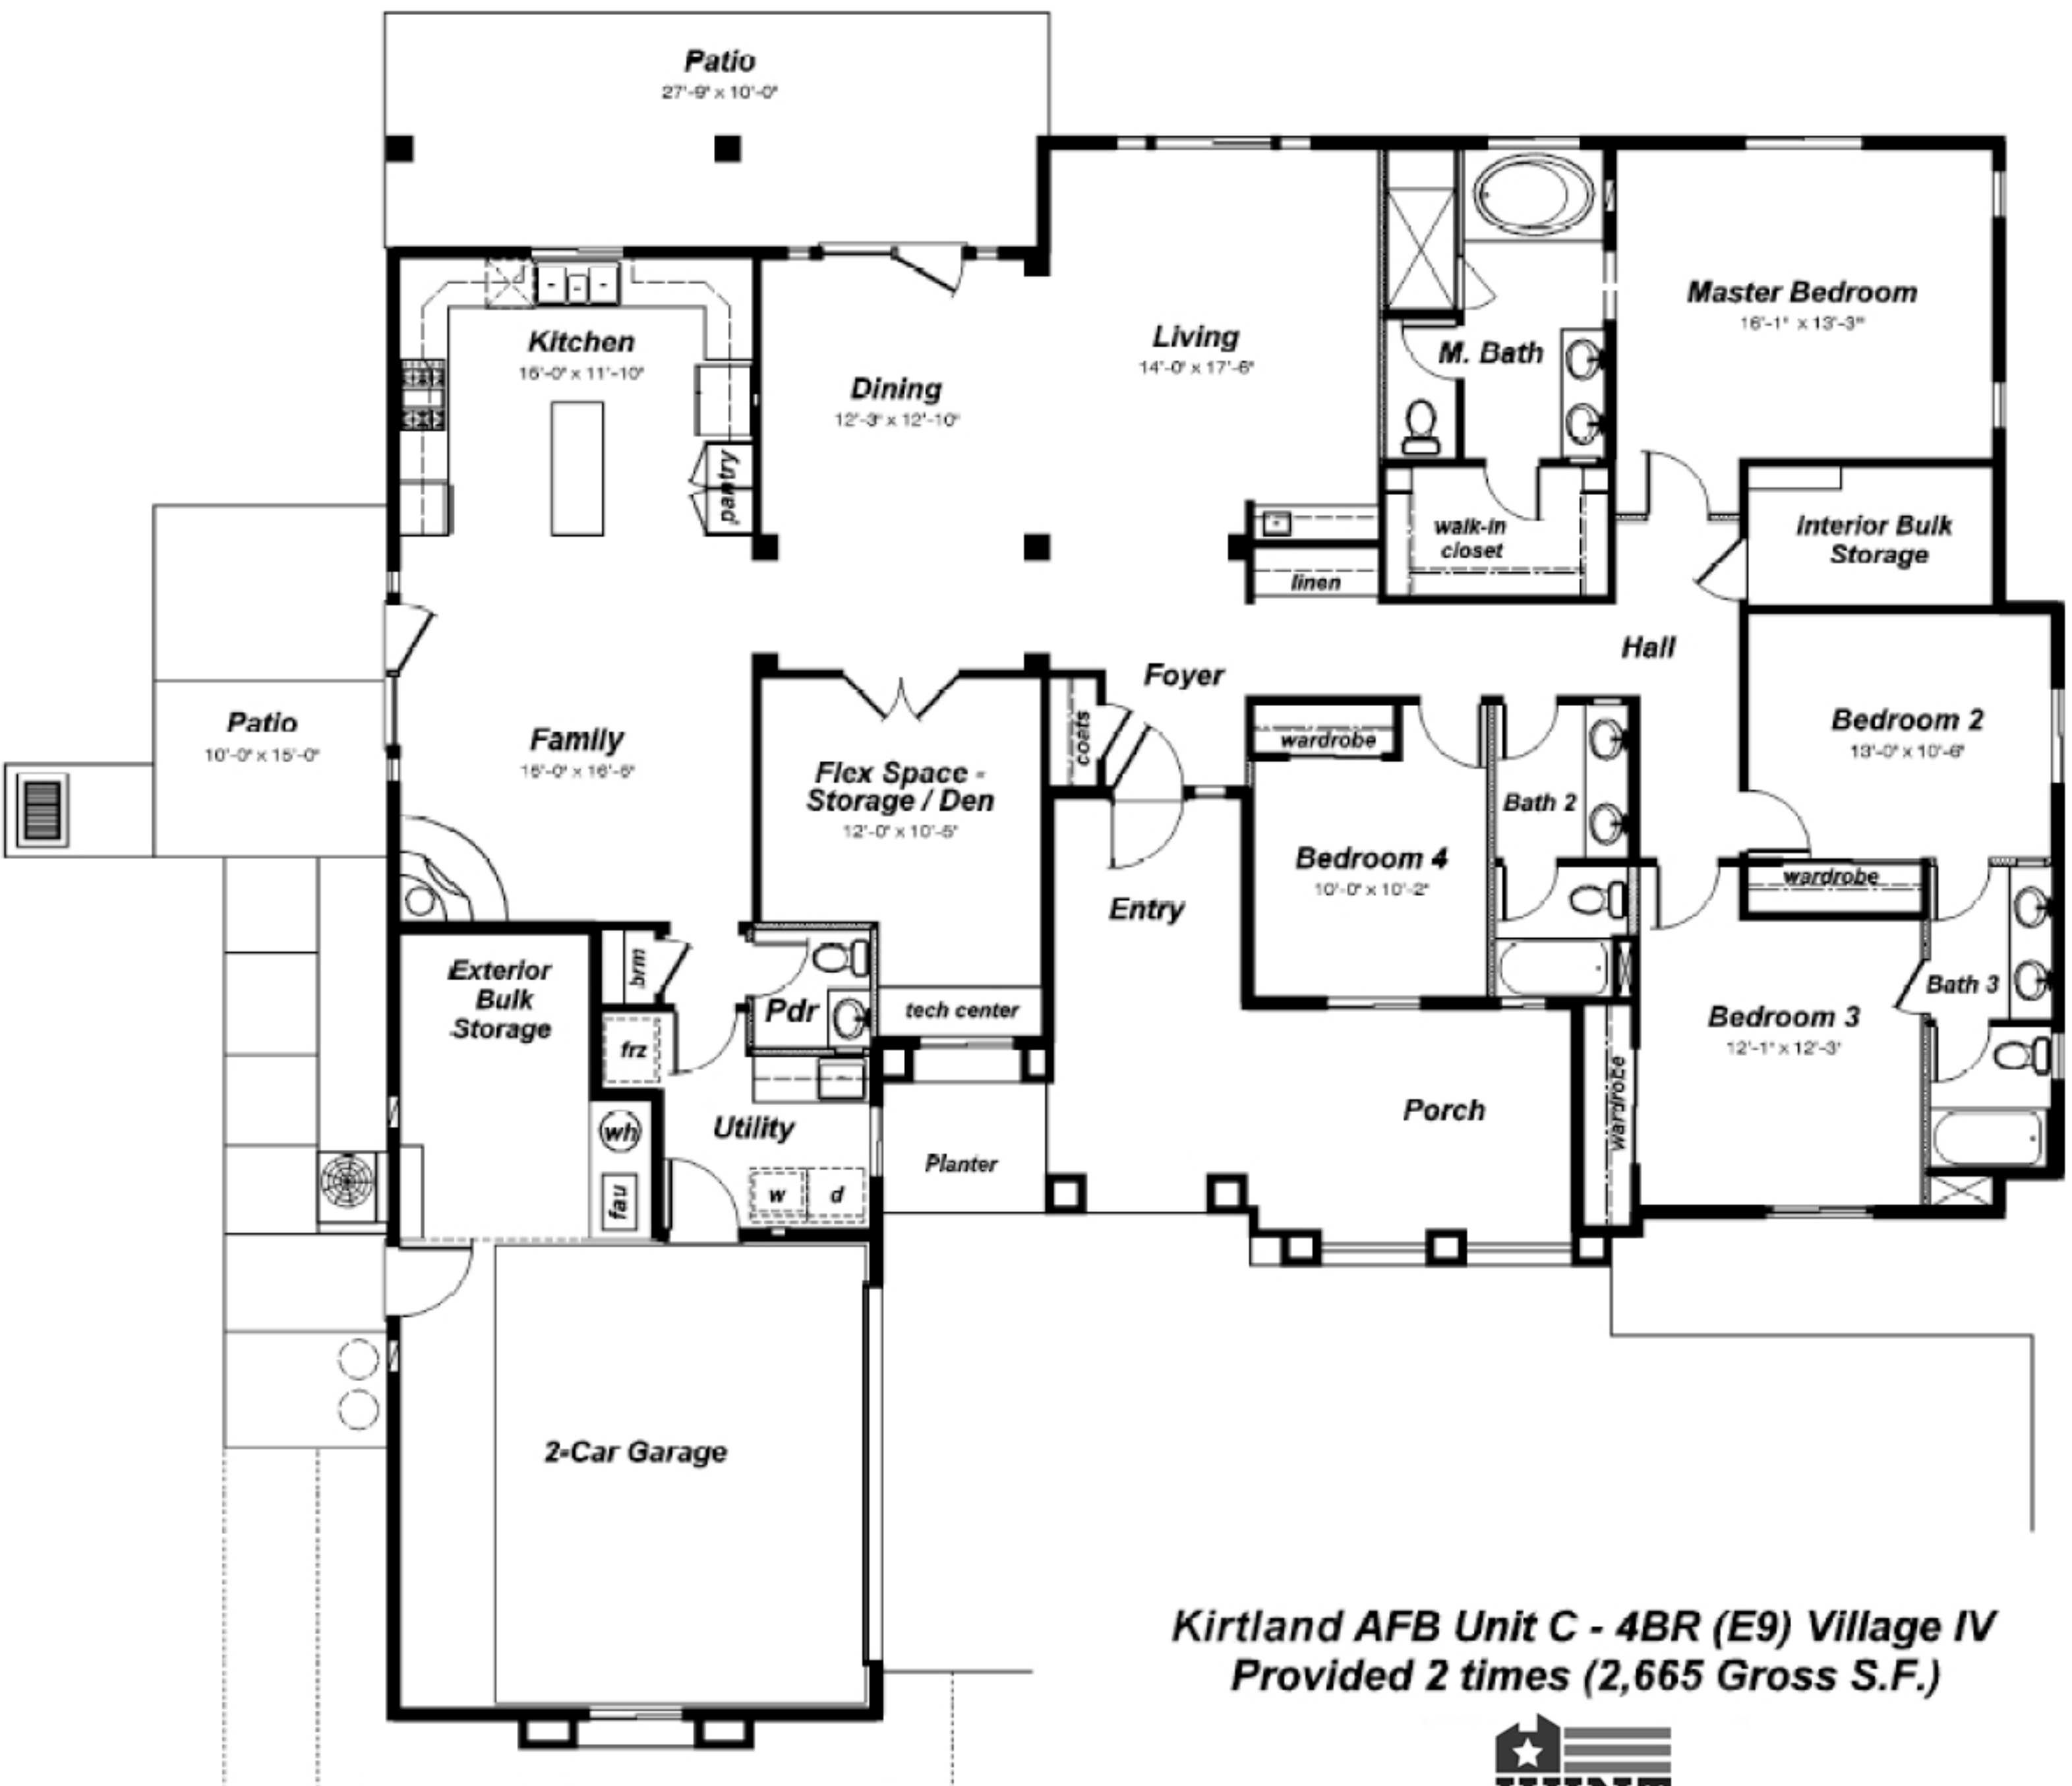 Patio
27'-9" x 10'-0"
Kitchen
15'-0" x 11'-10"
pantry
Dining
12'-3" x 12'-10"
Living
14'-0" x 17'-6"
M. Bath
Master Bedroom
16'-1" x 13'-3"
walk-in
closet
linen
Interior Bulk
Storage
Hall
Foyer
Patio
10'-0" x 15'-0"
Family
15'-0" x 16'-5"
Flex Space -
Storage / Den
12'-0" x 10'-5"
coats
wardrobe
Bath 2
Bedroom 2
13'-0" x 10'-6"
Bedroom 4
10'-0" x 10'-2"
wardrobe
Entry
Exterior
Bulk
Storage
brm
Pdr
tech center
frz
Bath 3
Bedroom 3
12'-1" x 12'-3"
wardrobe
Porch
wh
Utility
Planter
fau
w
d
2-Car Garage
Kirtland AFB Unit C - 4BR (E9) Village IV
Provided 2 times (2,665 Gross S.F.)